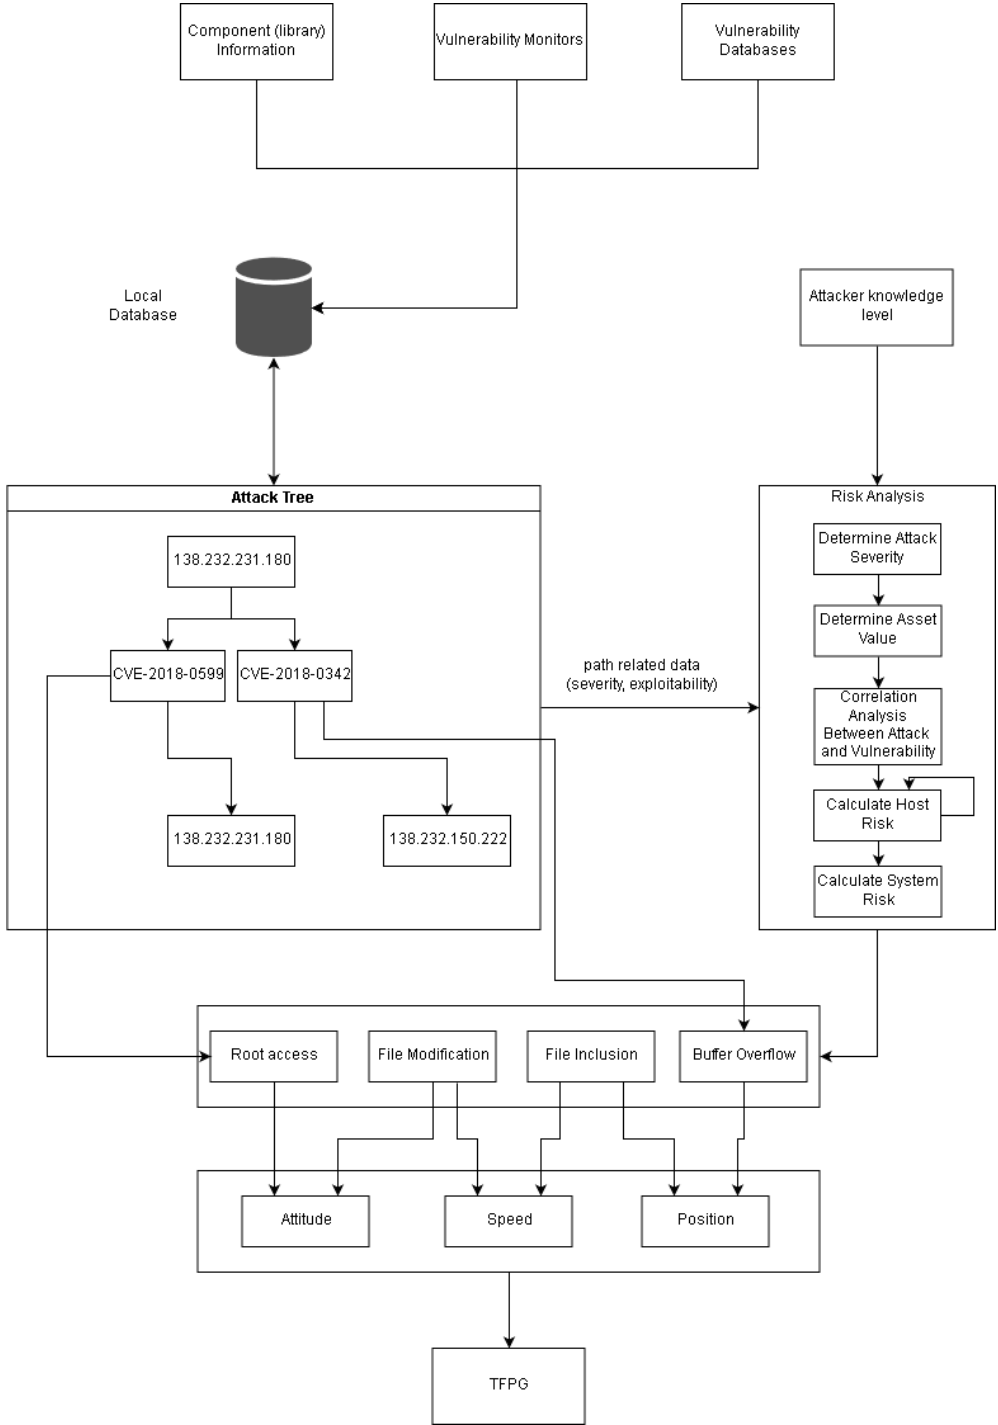 Component (library)
Information
Vulnerability Monitors
Vulnerability
Databases
Local
Database
Attacker knowledge
level
Attack Tree
138.232.231.180
CVE-2018-0599
CVE-2018-0342
138.232.231.180
138.232.150.222
path related data
(severity, exploitability)
Risk Analysis
Determine Attack
Severity
Determine Asset
Value
Correlation
Analysis
Between Attack
and Vulnerability
Calculate Host
Risk
Calculate System
Risk
Root access
File Modification
File Inclusion
Buffer Overflow
Attitude
Speed
Position
TFPG